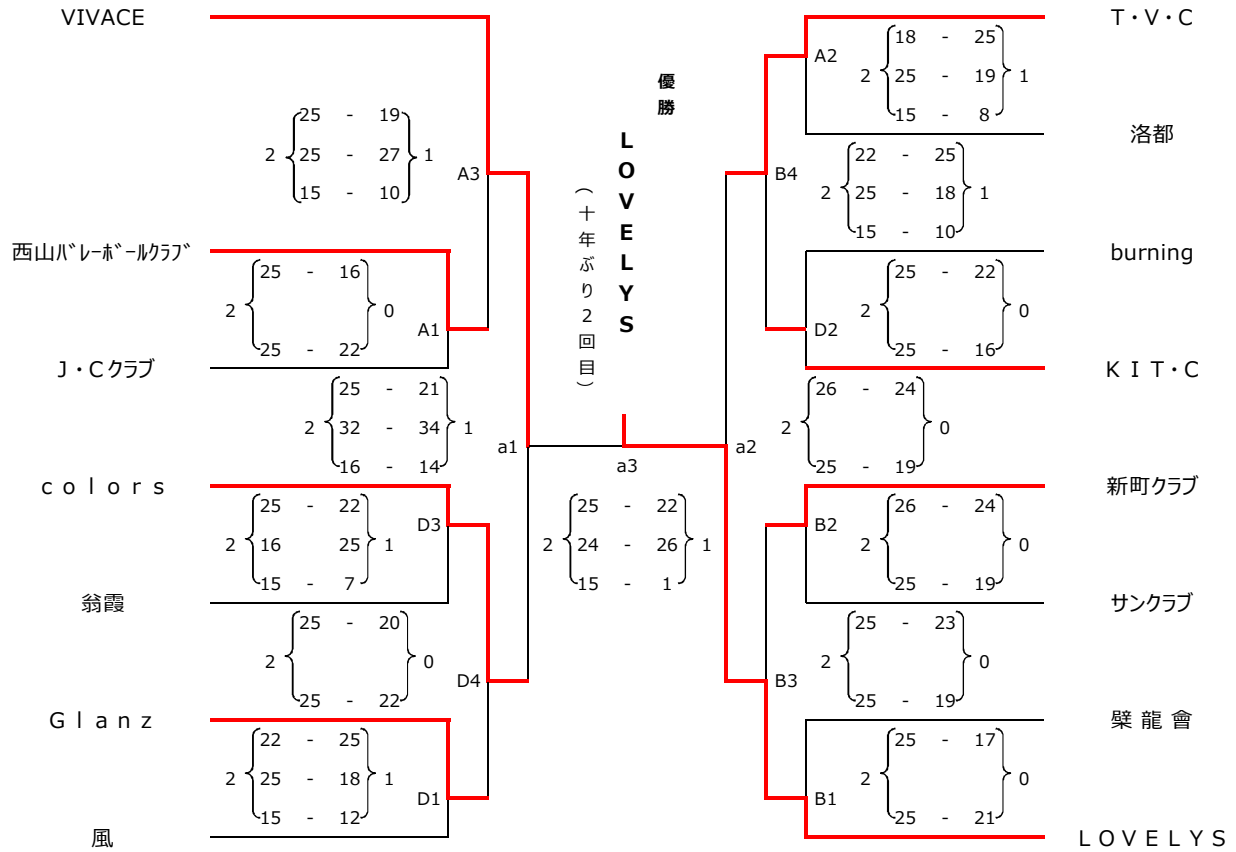 VIVACE
T・V・C
A2
18 - 25
2 25 - 19 1
15 - 8
優勝
洛都
25 - 19
2 25 - 27 1
15 - 10
A3
LOVELYS
(十年ぶり2回目)
B4
22 - 25
2 25 - 18 1
15 - 10
西山バレーボールクラブ
burning
25 - 16
2 0
25 - 22
A1
D2
25 - 22
2 0
25 - 16
J・Cクラブ
KIT・C
25 - 21
2 32 - 34 1
16 - 14
a1
a3
a2
26 - 24
2 0
25 - 19
colors
新町クラブ
25 - 22
2 16 25 1
15 - 7
D3
25 - 22
2 24 - 26 1
15 - 1
B2
26 - 24
2 0
25 - 19
翁霞
サンクラブ
25 - 20
2 0
25 - 22
D4
B3
25 - 23
2 0
25 - 19
Glanz
龍會
22 - 25
2 25 - 18 1
15 - 12
D1
B1
25 - 17
2 0
25 - 21
風
LOVELYS